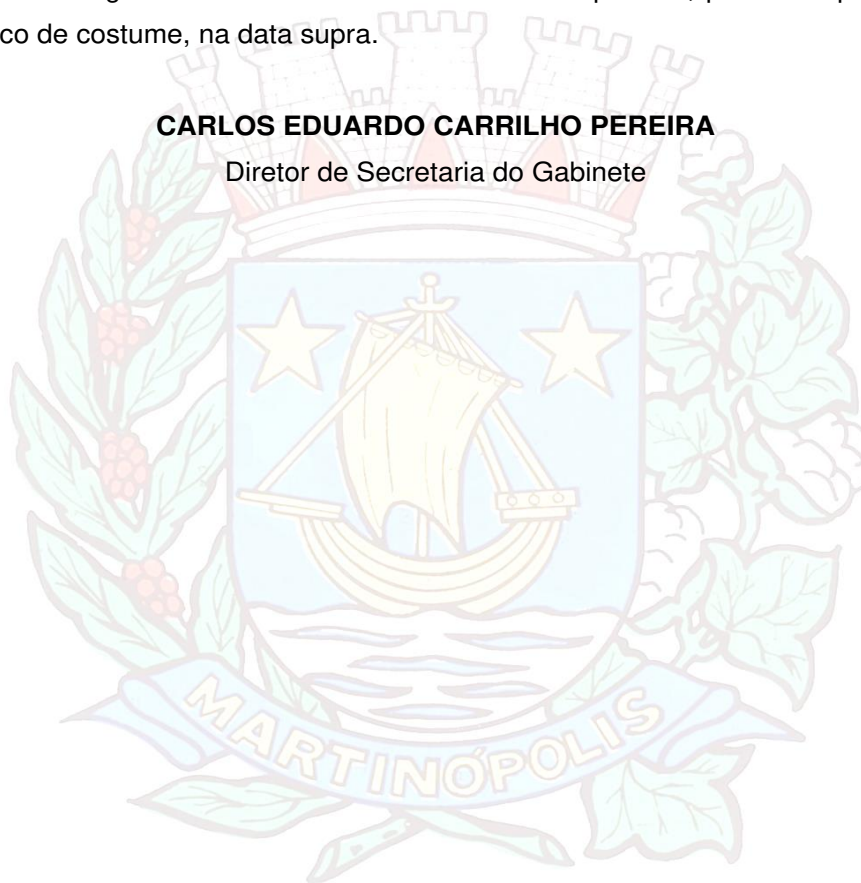 co de costume, na data supra.
CARLOS EDUARDO CARRILHO PEREIRA
Diretor de Secretaria do Gabinete
MARTINÓPOLIS